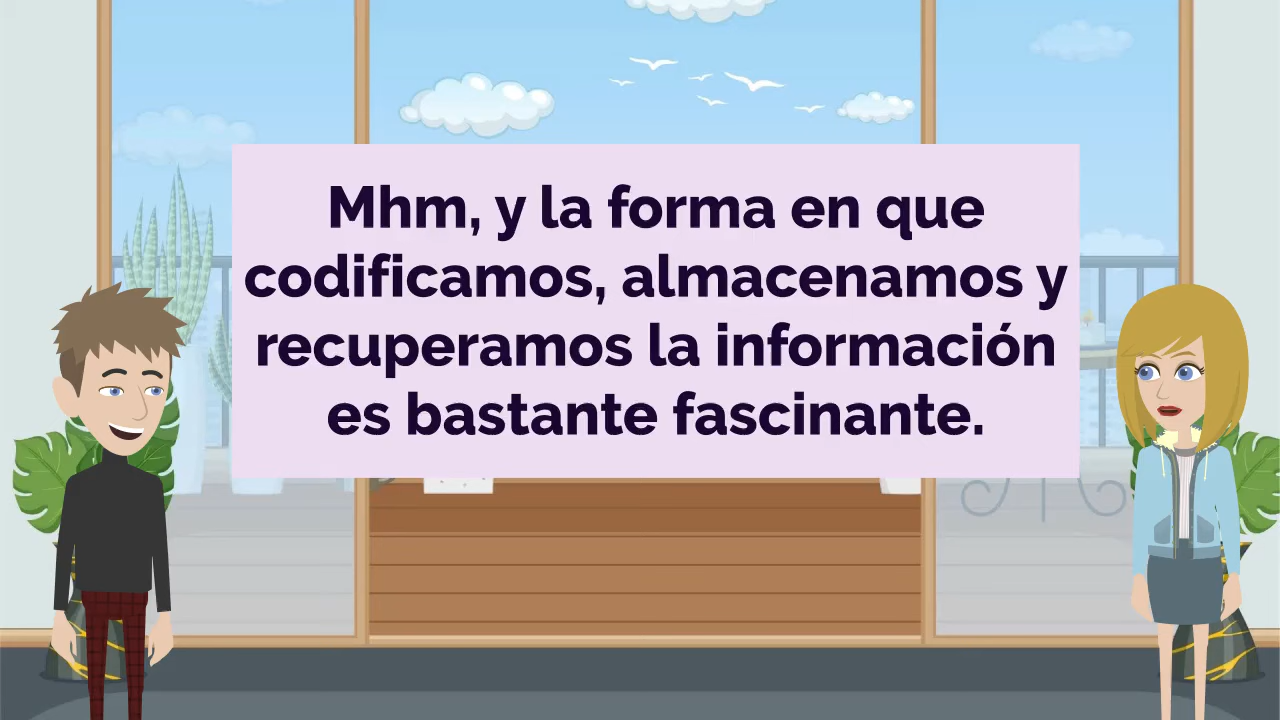 Mhm, y la forma en que
codificamos, almacenamos y
recuperamos la información
es bastante fascinante.